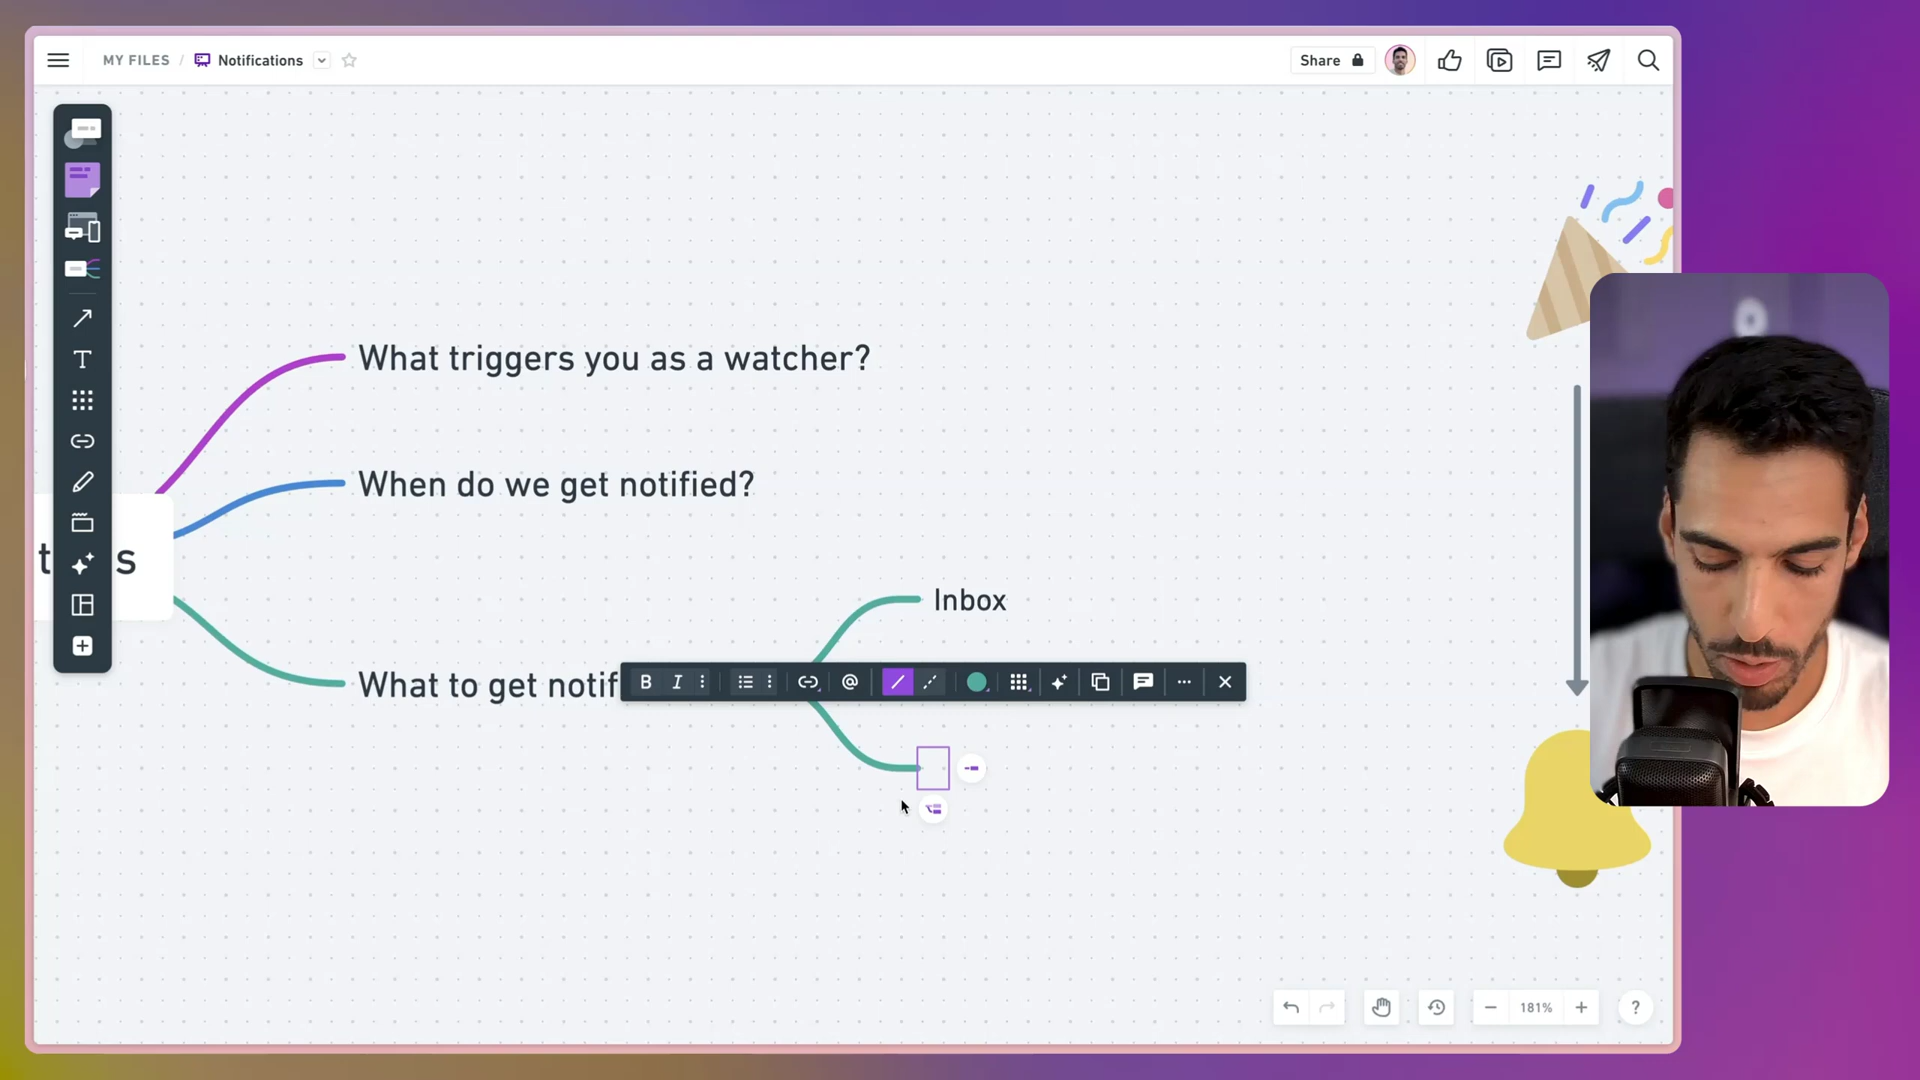 MY FILES / Notifications
Share
What triggers you as a watcher?
When do we get notified?
t s
Inbox
What to get notif
B I @
181% ?